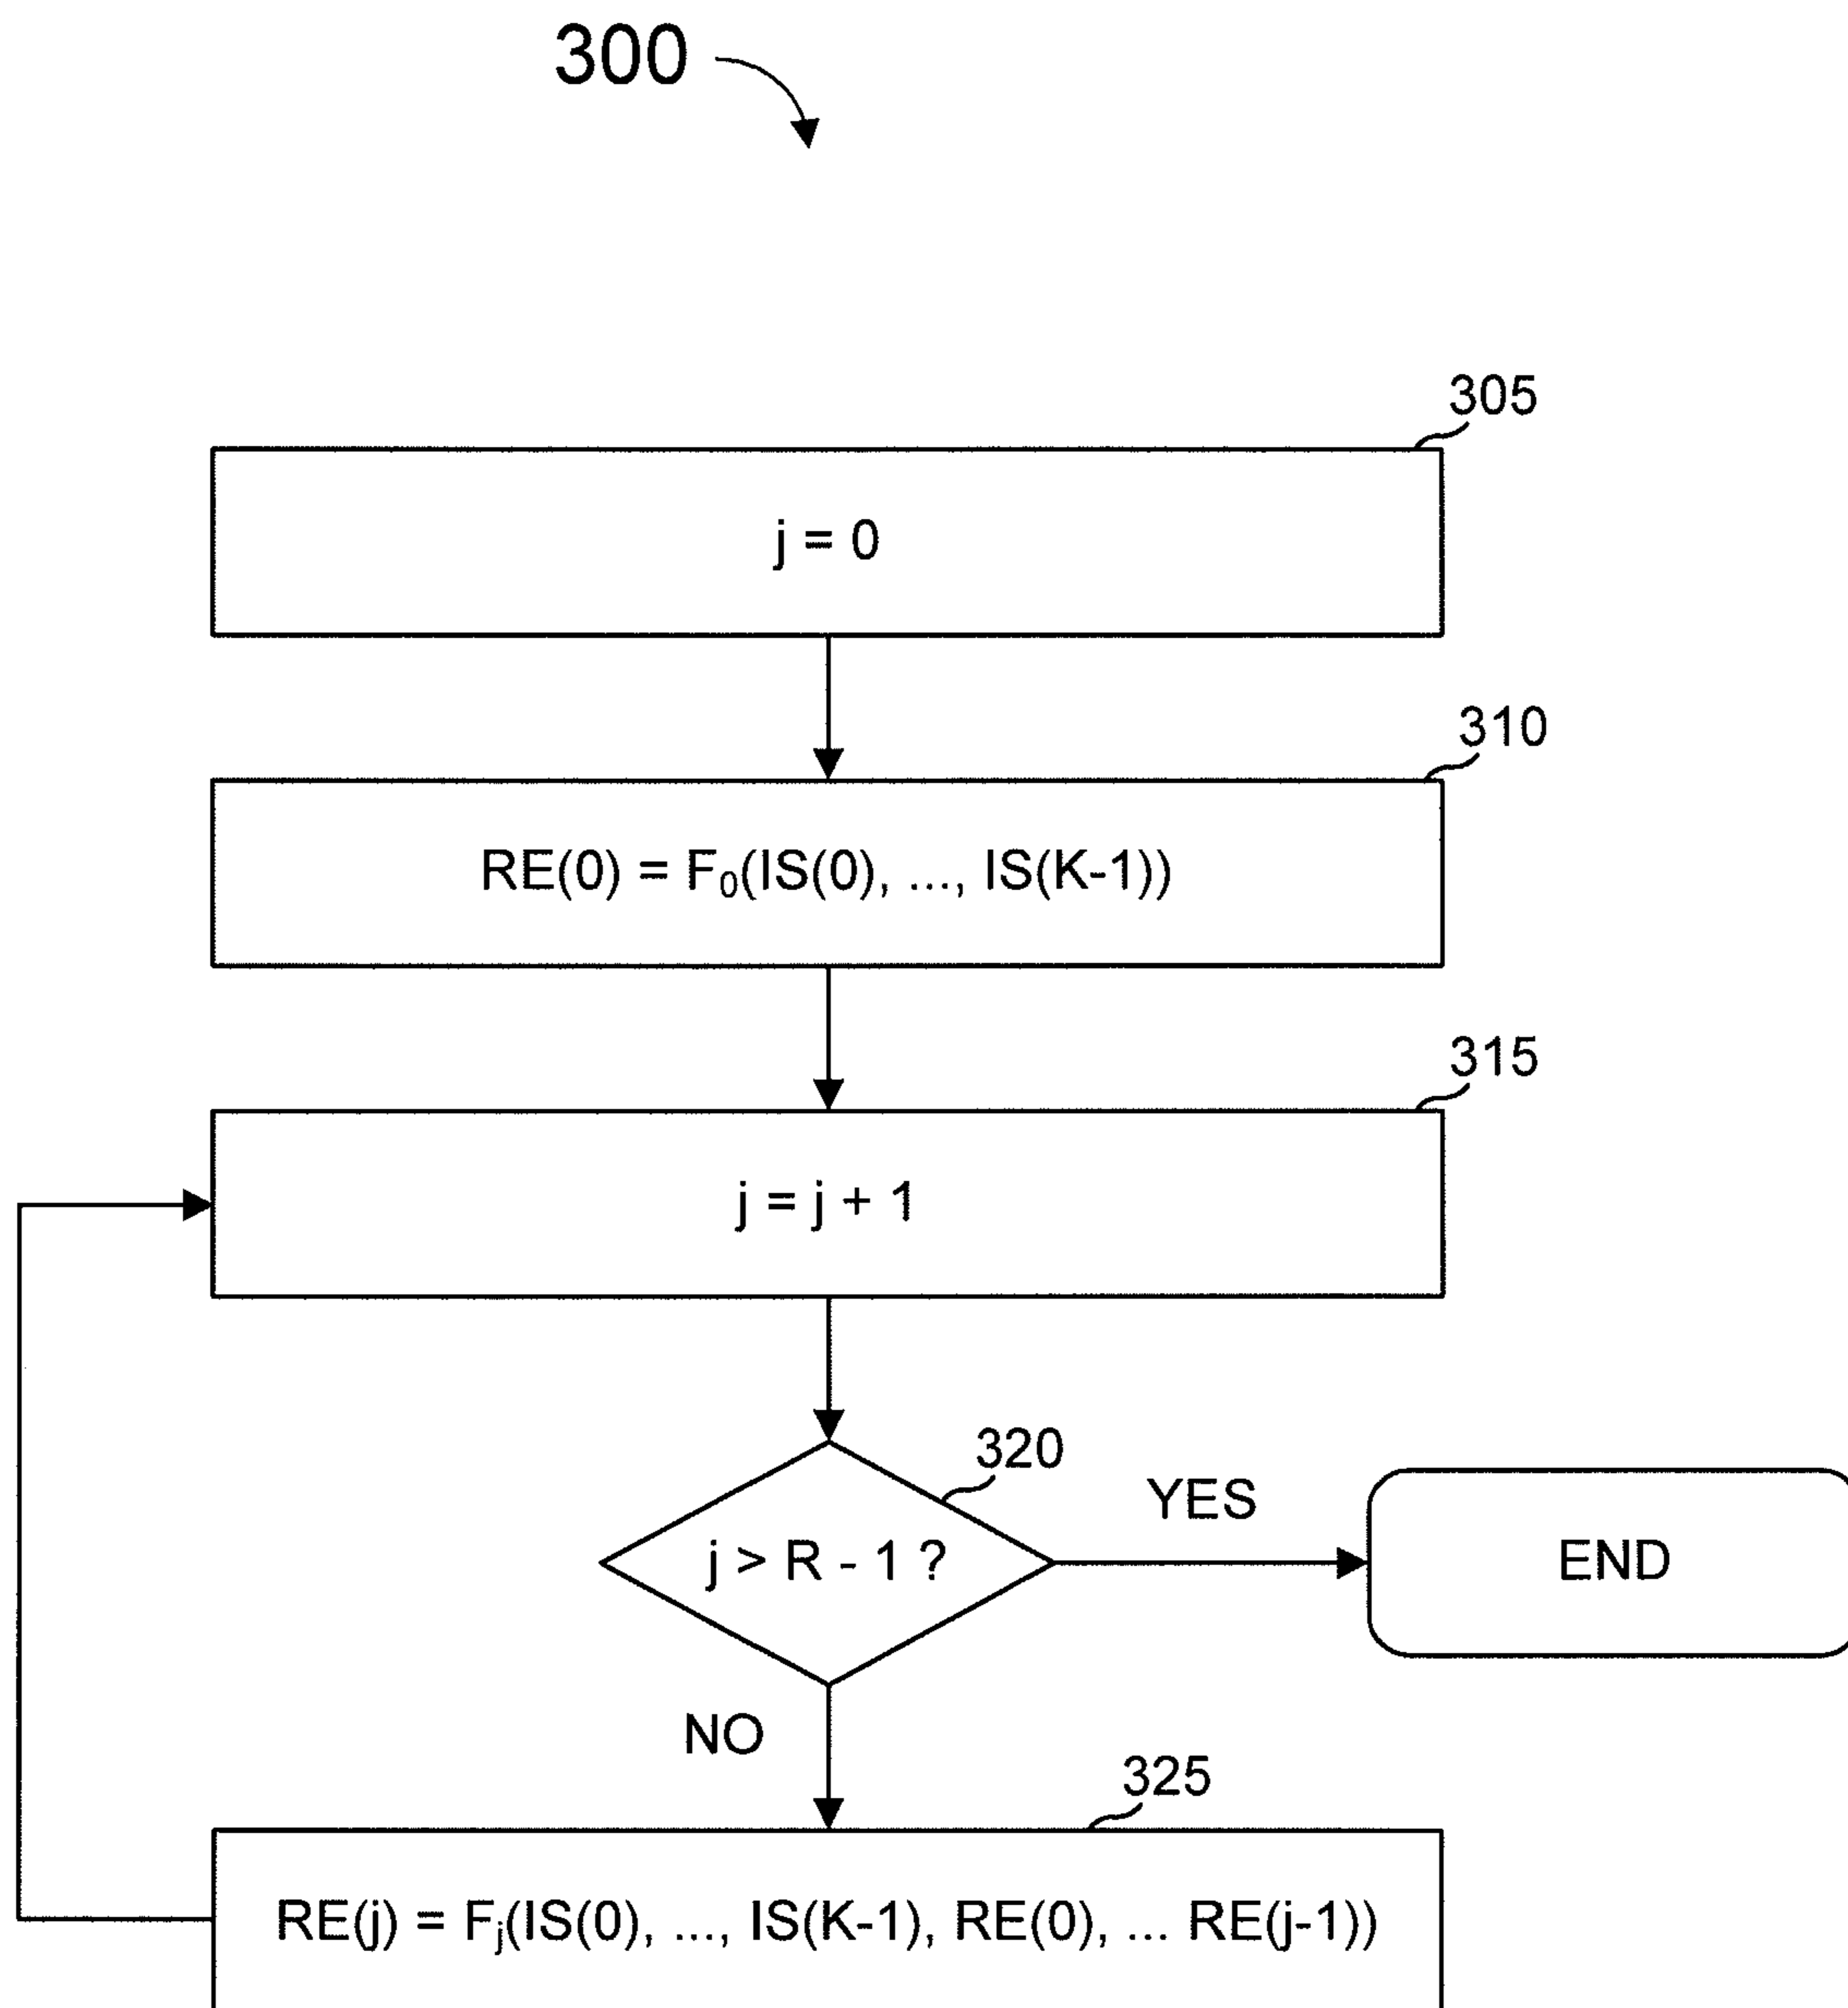 300
305
j = 0
310
RE(0) = F₀(IS(0), ..., IS(K-1))
315
j = j + 1
320
j > R - 1 ?
YES
END
NO
325
RE(j) = Fⱼ(IS(0), ..., IS(K-1), RE(0), ... RE(j-1))